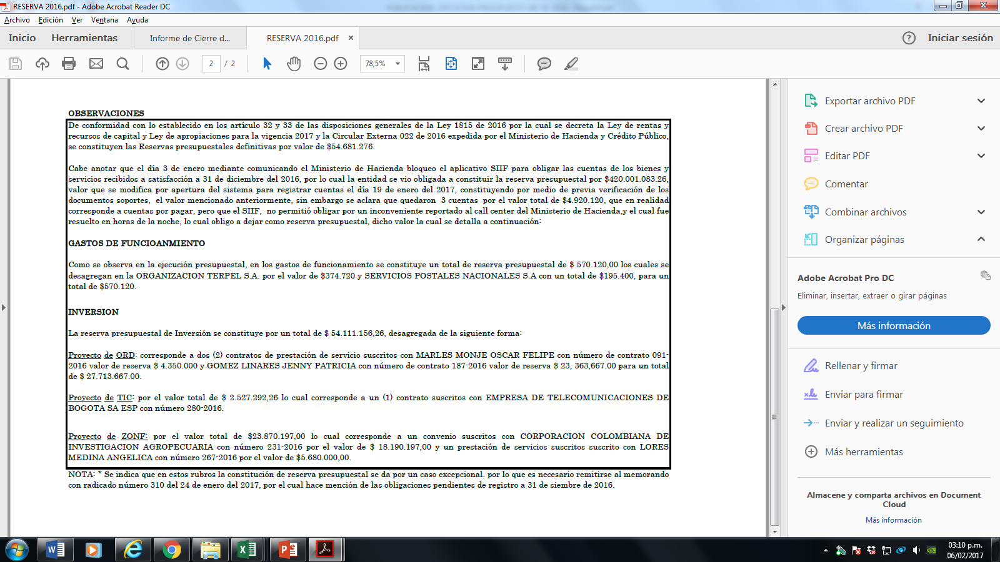 RESERVA 2016.pdf - Adobe Acrobat Reader DC
Archivo Edición Ver Ventana Ayuda
Inicio Herramientas Informe de Cierre d... RESERVA 2016.pdf × Iniciar sesión
2 / 2 78,5%
OBSERVACIONES
De conformidad con lo establecido en los artículo 32 y 33 de las disposiciones generales de la Ley 1815 de 2016 por la cual se decreta la Ley de rentas y
recursos de capital y Ley de apropiaciones para la vigencia 2017 y la Circular Externa 022 de 2016 expedida por el Ministerio de Hacienda y Crédito Público,
se constituyen las Reservas presupuestales definitivas por valor de $54.681.276.
Cabe anotar que el día 3 de enero mediante comunicando el Ministerio de Hacienda bloqueo el aplicativo SIIF para obligar las cuentas de los bienes y
servicios recibidos a satisfacción a 31 de diciembre del 2016, por lo cual la entidad se vio obligada a constituir la reserva presupuestal por $420.001.083.26,
valor que se modifica por apertura del sistema para registrar cuentas el día 19 de enero del 2017, constituyendo por medio de previa verificación de los
documentos soportes, el valor mencionado anteriormente, sin embargo se aclara que quedaron 3 cuentas por el valor total de $4.920.120, que en realidad
corresponde a cuentas por pagar, pero que el SIIF, no permitió obligar por un inconveniente reportado al call center del Ministerio de Hacienda,y el cual fue
resuelto en horas de la noche, lo cual obligo a dejar como reserva presupuestal, dicho valor la cual se detalla a continuación:
GASTOS DE FUNCIOANMIENTO
Como se observa en la ejecución presupuestal, en los gastos de funcionamiento se constituye un total de reserva presupuestal de $ 570.120,00 los cuales se
desagregan en la ORGANIZACION TERPEL S.A. por el valor de $374.720 y SERVICIOS POSTALES NACIONALES S.A con un total de $195.400, para un
total de $570.120.
INVERSION
La reserva presupuestal de Inversión se constituye por un total de $ 54.111.156,26, desagregada de la siguiente forma:
Proyecto de ORD: corresponde a dos (2) contratos de prestación de servicio suscritos con MARLES MONJE OSCAR FELIPE con número de contrato 091-
2016 valor de reserva $ 4.350.000 y GOMEZ LINARES JENNY PATRICIA con número de contrato 187-2016 valor de reserva $ 23, 363,667.00 para un total
de $ 27.713.667.00.
Proyecto de TIC: por el valor total de $ 2.527.292,26 lo cual corresponde a un (1) contrato suscritos con EMPRESA DE TELECOMUNICACIONES DE
BOGOTA SA ESP con número 280-2016.
Proyecto de ZONF: por el valor total de $23.870.197,00 lo cual corresponde a un convenio suscritos con CORPORACION COLOMBIANA DE
INVESTIGACION AGROPECUARIA con número 231-2016 por el valor de $ 18.190.197,00 y un prestación de servicios suscritos suscrito con LORES
MEDINA ANGELICA con número 267-2016 por el valor de $5.680.000,00.
NOTA: * Se indica que en estos rubros la constitución de reserva presupuestal se da por un caso excepcional. por lo que es necesario remitirse al memorando
con radicado número 310 del 24 de enero del 2017, por el cual hace mención de las obligaciones pendientes de registro a 31 de siembre de 2016.
Exportar archivo PDF
Crear archivo PDF
Editar PDF
Comentar
Combinar archivos
Organizar páginas
Adobe Acrobat Pro DC
Eliminar, insertar, extraer o girar páginas
Más información
Rellenar y firmar
Enviar para firmar
Enviar y realizar un seguimiento
Más herramientas
Almacene y comparta archivos en Document
Cloud
Más información
03:10 p.m.
06/02/2017